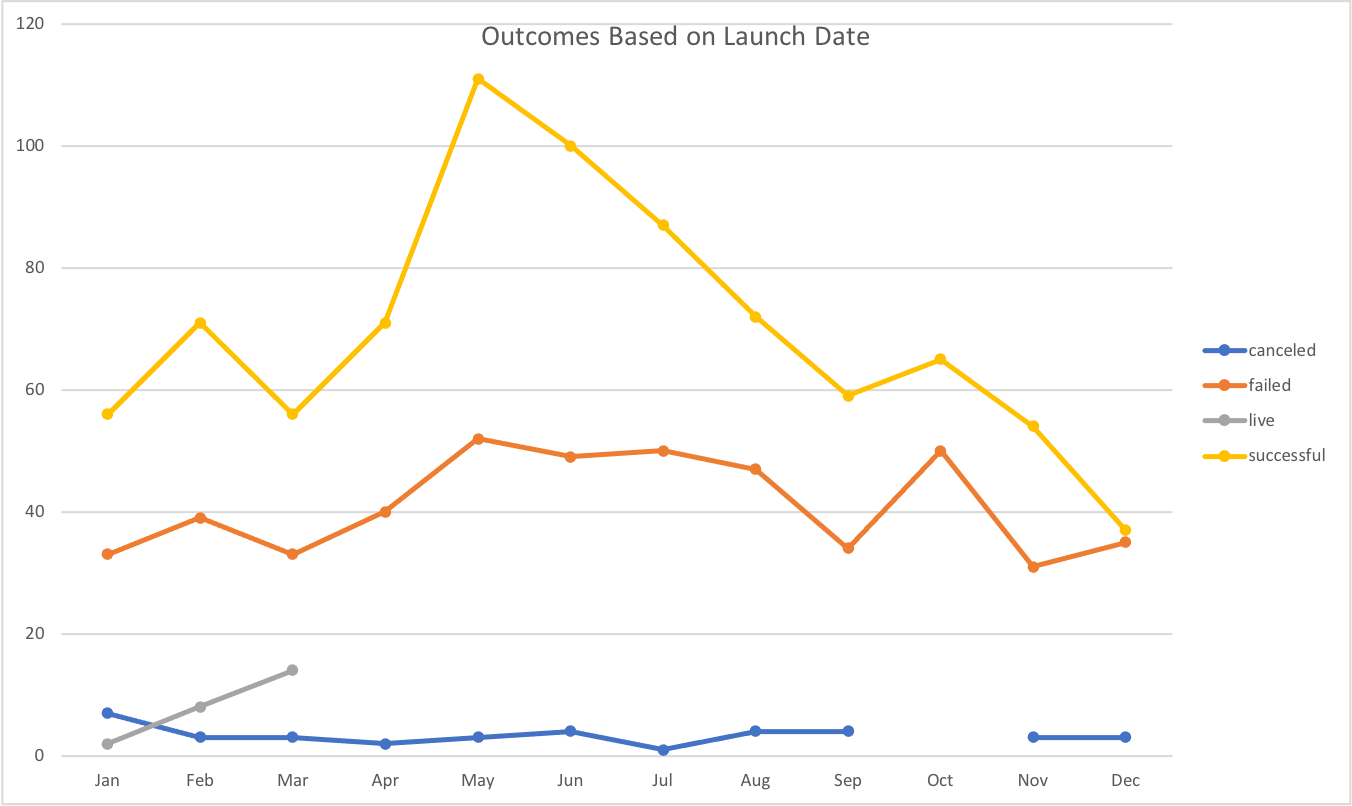 Outcomes Based on Launch Date
120
100
80
60
40
20
0
Jan Feb Mar Apr May Jun Jul Aug Sep Oct Nov Dec
canceled
failed
live
successful